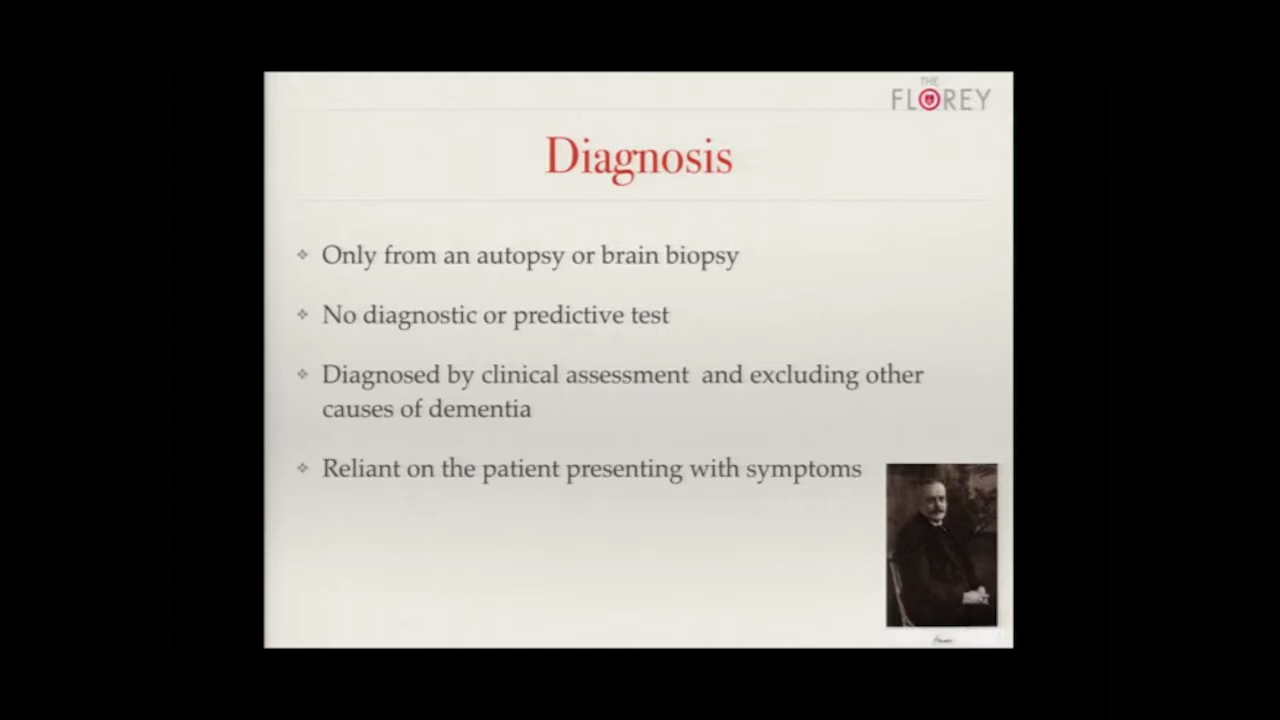 THE
FLOREY
Diagnosis
❖ Only from an autopsy or brain biopsy
❖ No diagnostic or predictive test
❖ Diagnosed by clinical assessment and excluding other
causes of dementia
❖ Reliant on the patient presenting with symptoms